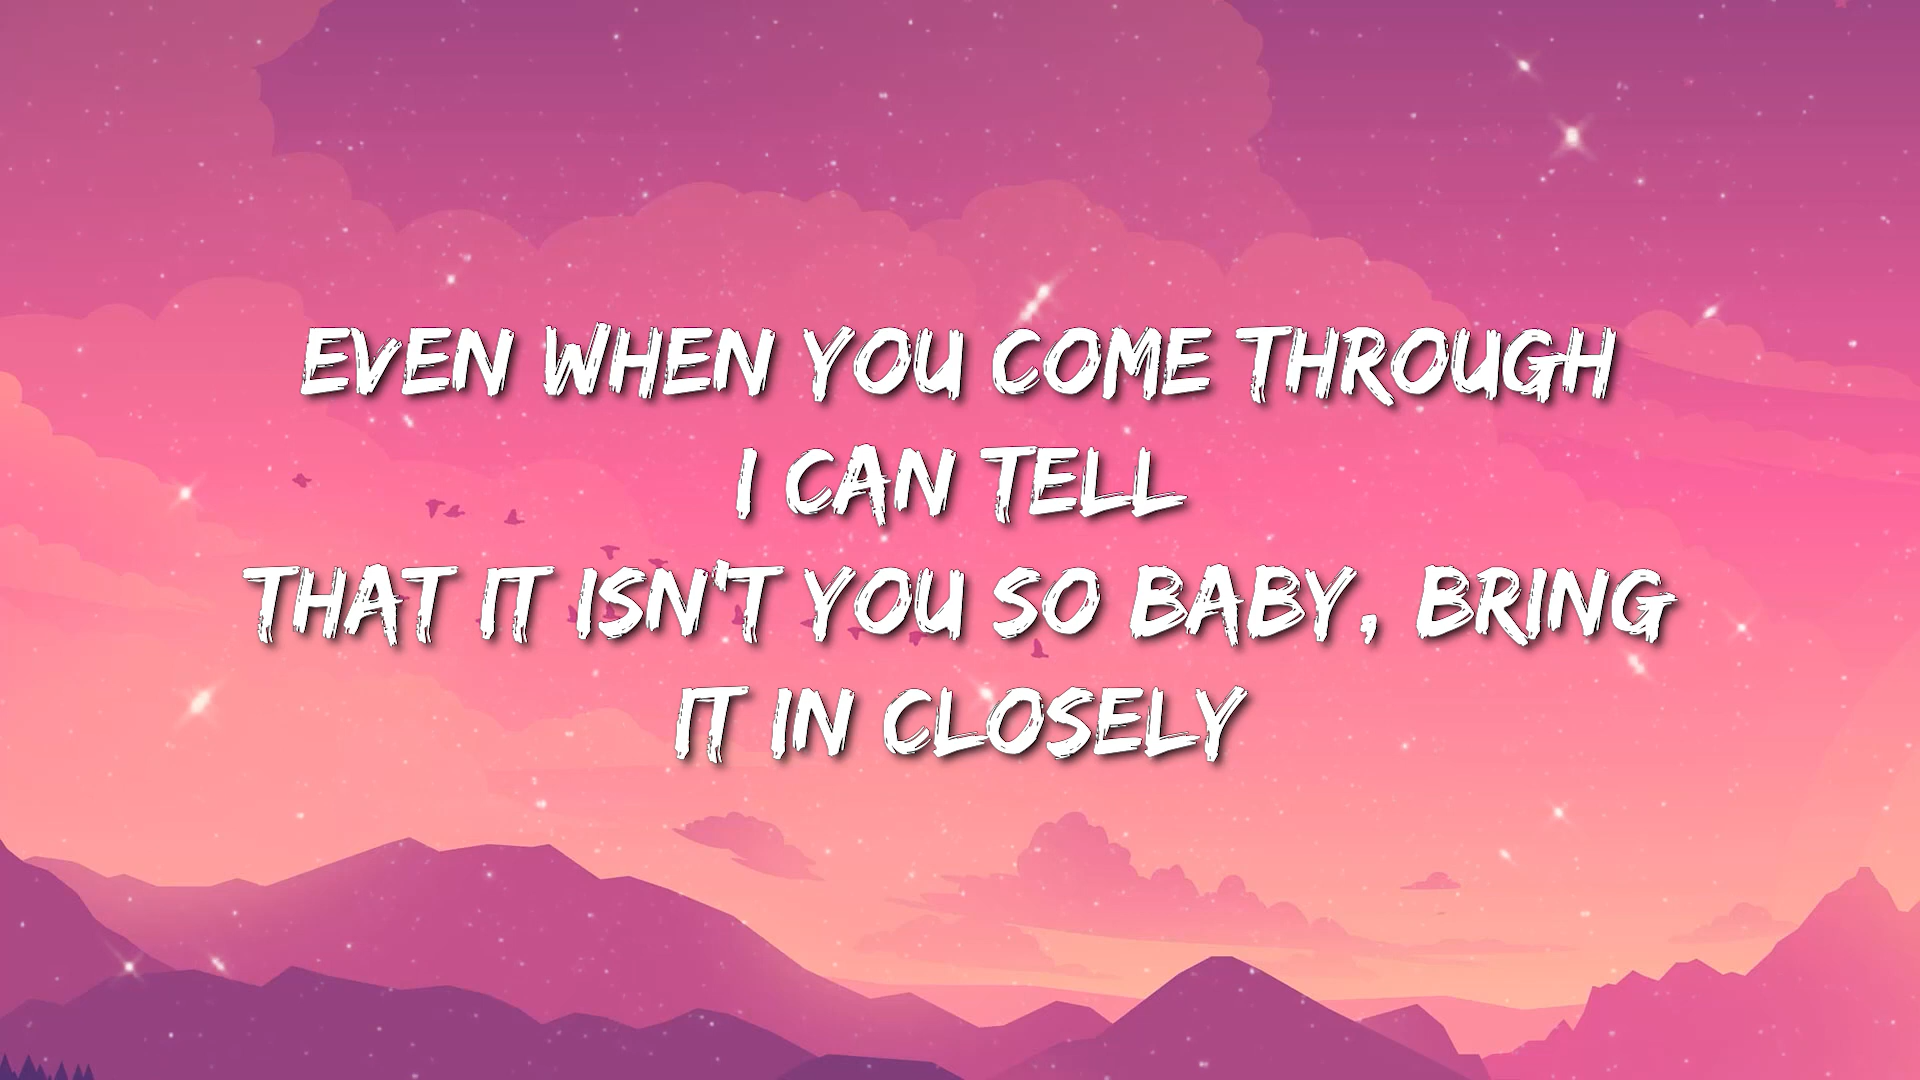 EVEN WHEN YOU COME THROUGH
I CAN TELL
THAT IT ISN'T YOU SO BABY, BRING
IT IN CLOSELY